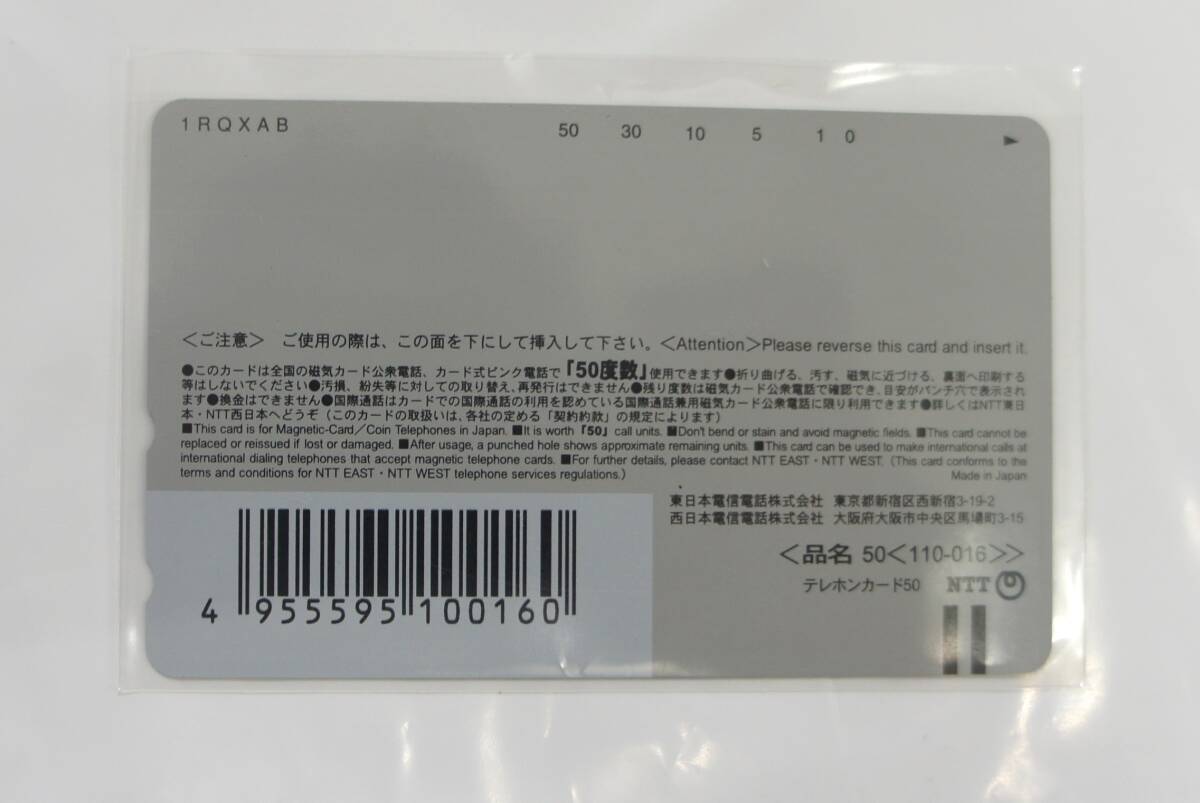 1RQXAB
50 30 10 5 1 0 ▶
＜ご注意＞ ご使用の際は、この面を下にして挿入して下さい。＜Attention＞Please reverse this card and insert it.
●このカードは全国の磁気カード公衆電話、カード式ピンク電話で「50度数」使用できます●折り曲げる、汚す、磁気に近づける、裏面へ印刷する
等はしないでください●汚損、紛失等に対しての取り替え、再発行はできません●残り度数は磁気カード公衆電話で確認でき、目安がパンチ穴で表示され
ます●換金はできません●国際通話はカードでの国際通話の利用を認めている国際通話兼用磁気カード公衆電話に限り利用できます●詳しくはNTT東日
本・NTT西日本へどうぞ（このカードの取扱いは、各社の定める「契約約款」の規定によります）
■This card is for Magnetic-Card／Coin Telephones in Japan. ■It is worth「50」call units. ■Don't bend or stain and avoid magnetic fields. ■This card cannot be
replaced or reissued if lost or damaged. ■After usage, a punched hole shows approximate remaining units. ■This card can be used to make international calls at
international dialing telephones that accept magnetic telephone cards. ■For further details, please contact NTT EAST・NTT WEST. (This card conforms to the
terms and conditions for NTT EAST・NTT WEST telephone services regulations.) Made in Japan
東日本電信電話株式会社 東京都新宿区西新宿3-19-2
西日本電信電話株式会社 大阪府大阪市中央区馬場町3-15
＜品名 50＜110-016＞＞
テレホンカード50 NTT
4 955595 100160